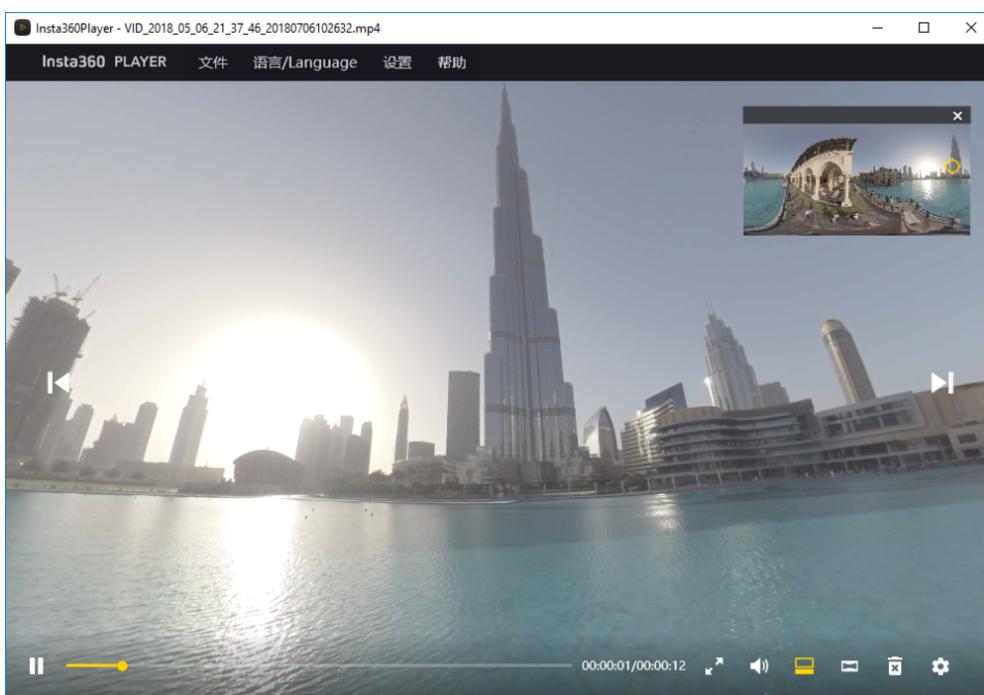 Insta360Player - VID_2018_05_06_21_37_46_20180706102632.mp4
Insta360 PLAYER 文件 语言/Language 设置 帮助
00:00:01/00:00:12